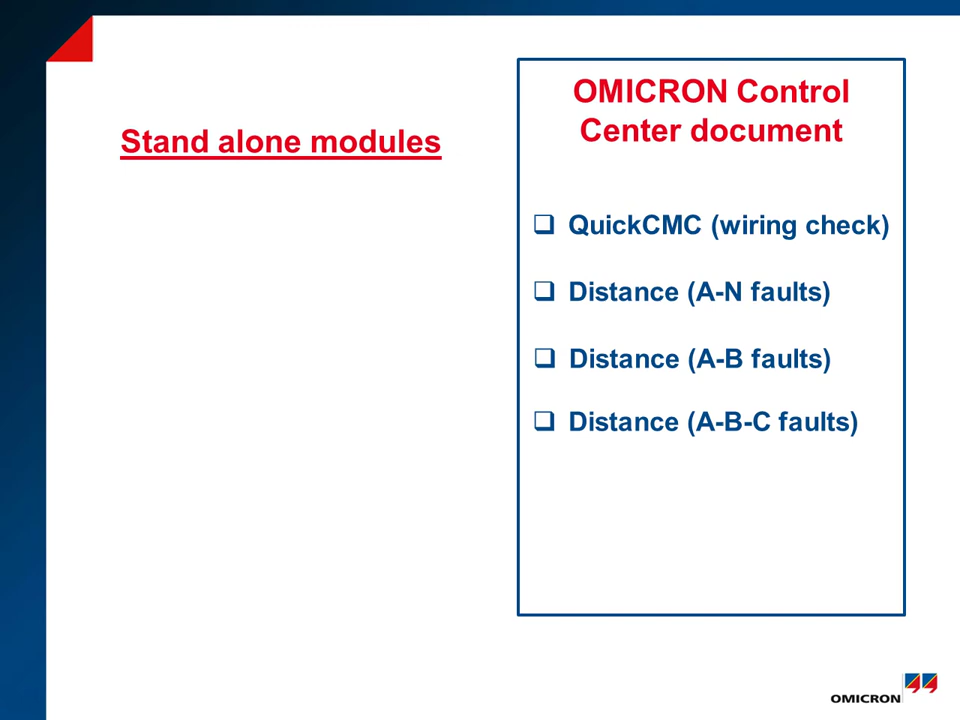 Stand alone modules
OMICRON Control
Center document
QuickCMC (wiring check)
Distance (A-N faults)
Distance (A-B faults)
Distance (A-B-C faults)
OMICRON